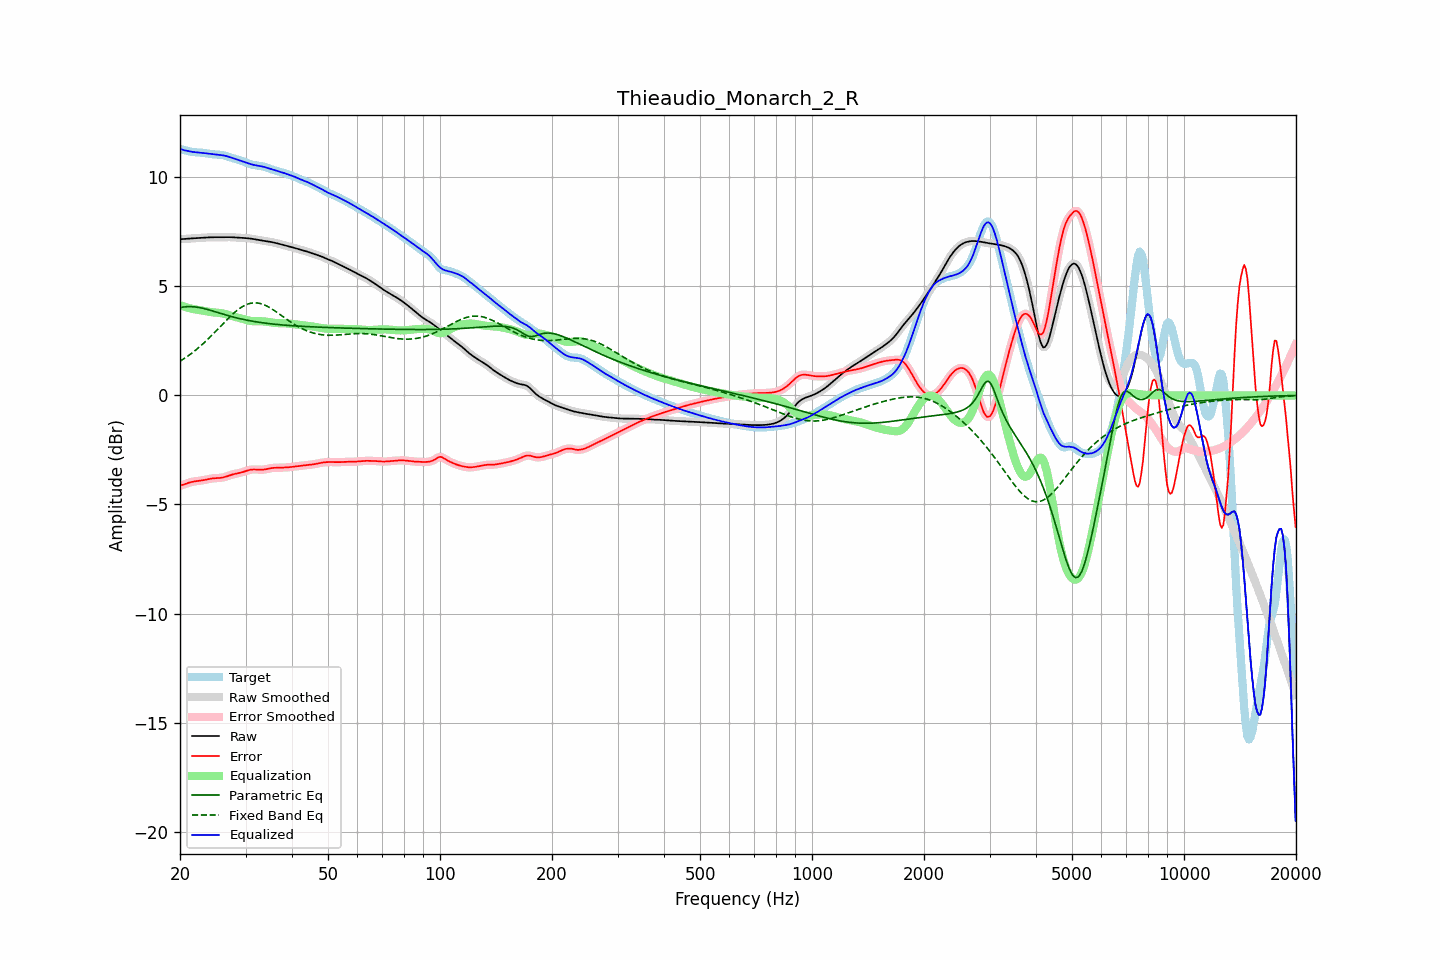 Thieaudio_Monarch_2_R
Amplitude (dBr)
10
5
0
−5
−10
−15
−20
Target
Raw Smoothed
Error Smoothed
Raw
Error
Equalization
Parametric Eq
Fixed Band Eq
Equalized
20 50 100 200 500 1000 2000 5000 10000 20000
Frequency (Hz)